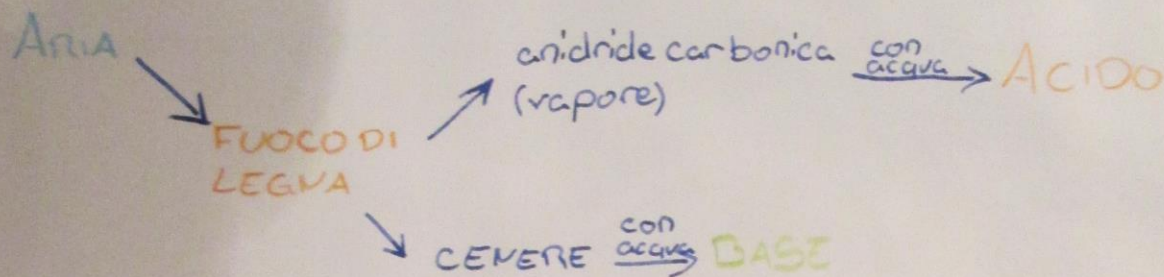 ARIA
anidride carbonica con acqua ACIDO
(vapore)
FUOCO DI
LEGNA
CENERE con acqua BASE